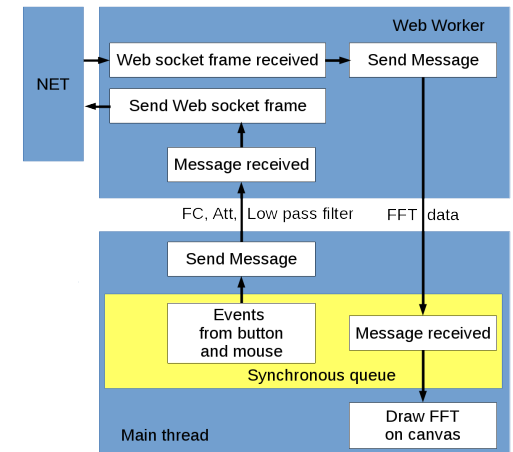 Web Worker
NET
Web socket frame received
Send Message
Send Web socket frame
Message received
FC, Att, Low pass filter
FFT data
Send Message
Events
from button
and mouse
Message received
Synchronous queue
Draw FFT
on canvas
Main thread